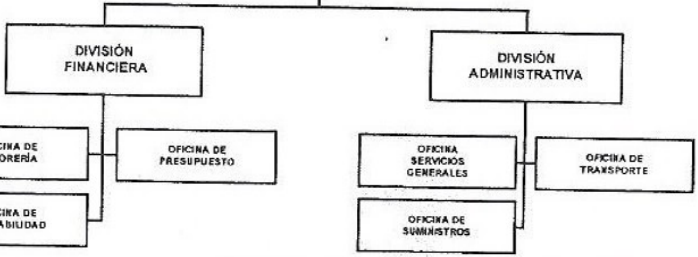 DIVISIÓN
FINANCIERA
DIVISIÓN
ADMINISTRATIVA
OFICINA DE
PRESUPUESTO
OFICINA
SERVICIOS
GENERALES
OFICINA DE
TRANSPORTE
OFICINA DE
SUMINISTROS